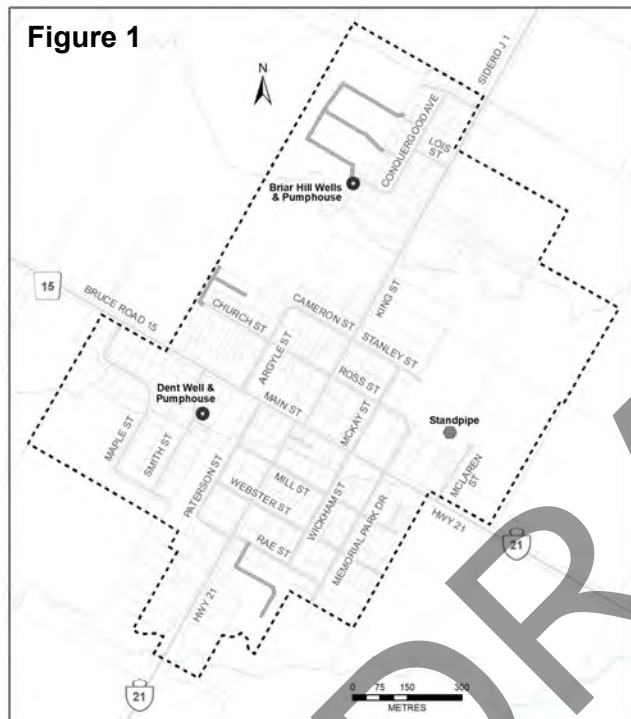 Figure 1
N
SIDERD J 1
CONQUERGOOD AVE
LOIS ST
Briar Hill Wells
& Pumphouse
KING ST
15
BRUCE ROAD 15
CHURCH ST
CAMERON ST
STANLEY ST
ARGYLE ST
ROSS ST
Dent Well &
Pumphouse
MAIN ST
MCKAY ST
Standpipe
MAPLE ST
SMITH ST
PATERSON ST
MILL ST
WEBSTER ST
WICKHAM ST
MCLAREN
ST
HWY 21
21
RAE ST
MEMORIAL PARK DR
HWY 21
21
0 75 150 300
METRES